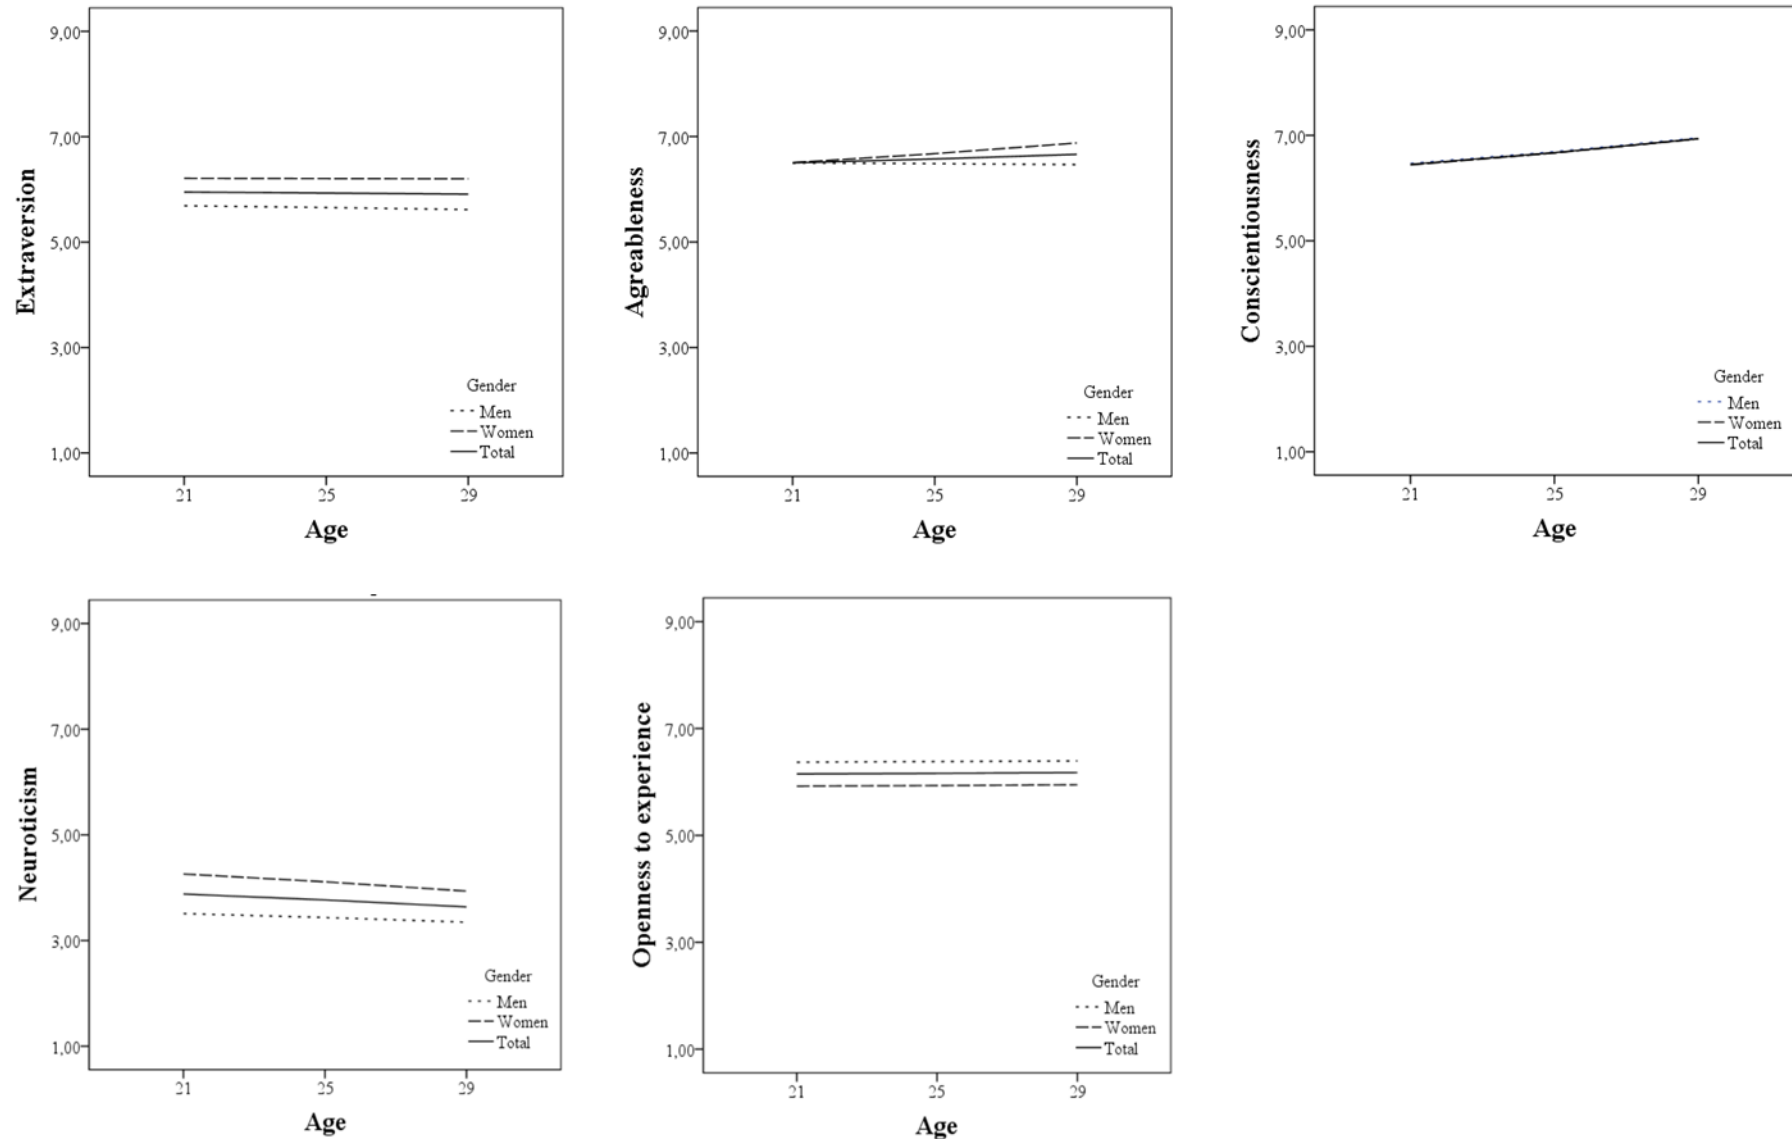 9,00
7,00
5,00
3,00
1,00
Extraversion
21 25 29
Age
Gender
Men
Women
Total
9,00
7,00
5,00
3,00
1,00
Agreableness
21 25 29
Age
Gender
Men
Women
Total
9,00
7,00
5,00
3,00
1,00
Conscientiousness
21 25 29
Age
Gender
Men
Women
Total
9,00
7,00
5,00
3,00
1,00
Neuroticism
21 25 29
Age
Gender
Men
Women
Total
9,00
7,00
5,00
3,00
1,00
Openness to experience
21 25 29
Age
Gender
Men
Women
Total